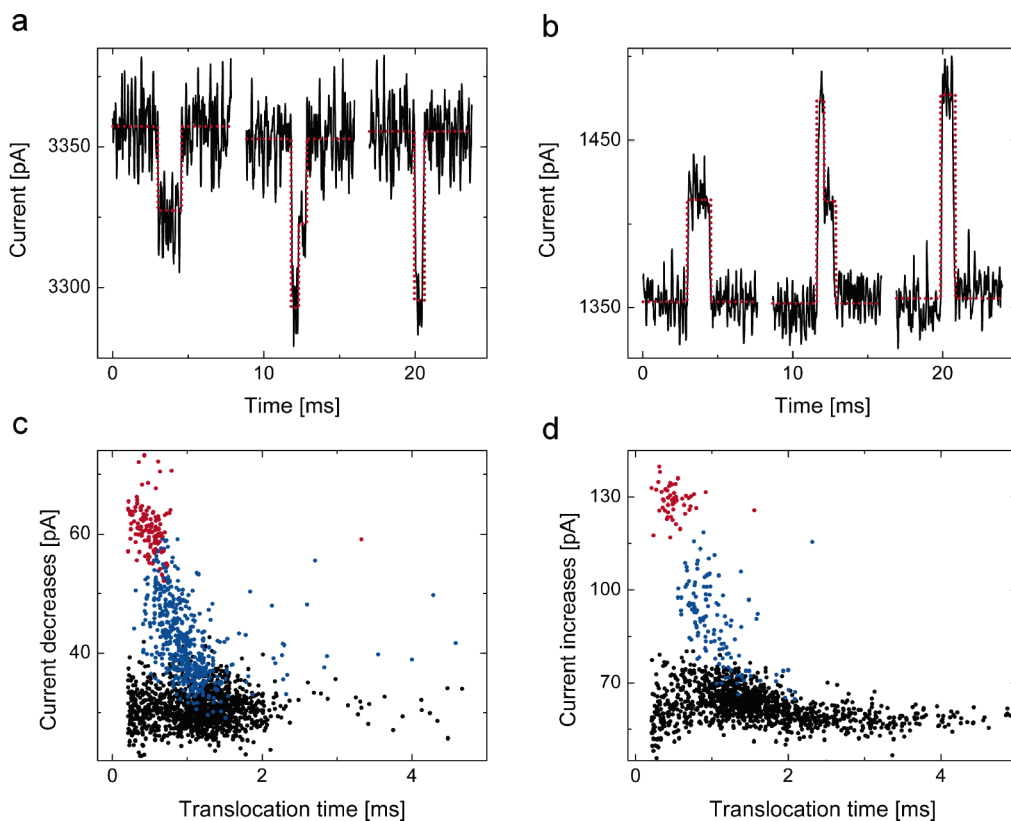 a
b
Current [pA]
3350
3300
0
10
20
Time [ms]
Current [pA]
1450
1350
0
10
20
Time [ms]
c
d
Current decreases [pA]
60
40
0
2
4
Translocation time [ms]
Current increases [pA]
130
100
70
0
2
4
Translocation time [ms]